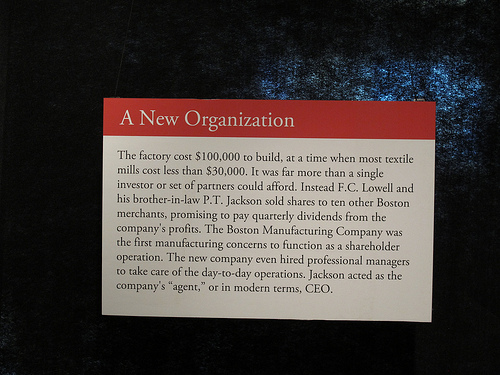 A New Organization
The factory cost $100,000 to build, at a time when most textile
mills cost less than $30,000. It was far more than a single
investor or set of partners could afford. Instead F.C. Lowell and
his brother-in-law P.T. Jackson sold shares to ten other Boston
merchants, promising to pay quarterly dividends from the
company's profits. The Boston Manufacturing Company was
the first manufacturing concerns to function as a shareholder
operation. The new company even hired professional managers
to take care of the day-to-day operations. Jackson acted as the
company's "agent," or in modern terms, CEO.